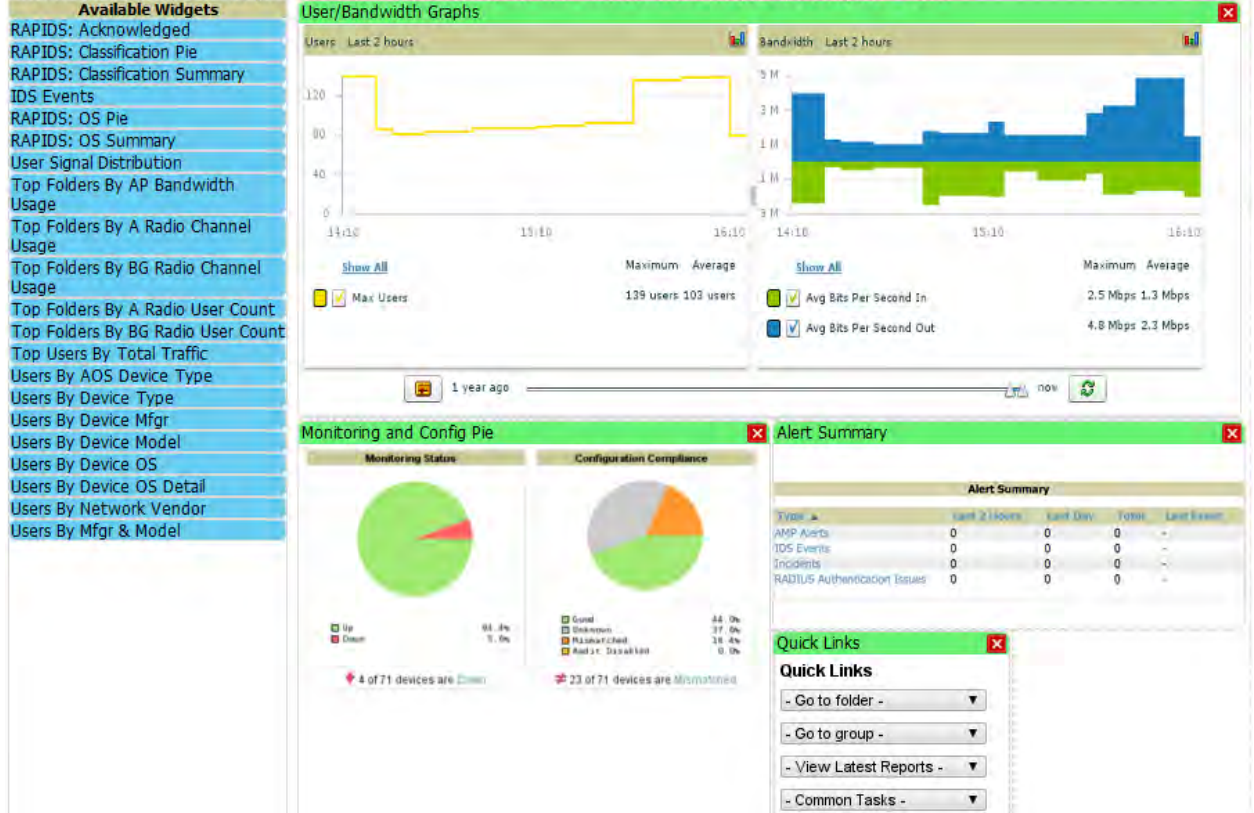 Available Widgets
RAPIDS: Acknowledged
RAPIDS: Classification Pie
RAPIDS: Classification Summary
IDS Events
RAPIDS: OS Pie
RAPIDS: OS Summary
User Signal Distribution
Top Folders By AP Bandwidth
Usage
Top Folders By A Radio Channel
Usage
Top Folders By BG Radio Channel
Usage
Top Folders By A Radio User Count
Top Folders By BG Radio User Count
Top Users By Total Traffic
Users By AOS Device Type
Users By Device Type
Users By Device Mfgr
Users By Device Model
Users By Device OS
Users By Device OS Detail
Users By Network Vendor
Users By Mfgr & Model
User/Bandwidth Graphs
Users Last 2 hours
120
80
40
0
14:10 15:10 16:10
Show All Maximum Average
Max Users 139 users 103 users
Bandwidth Last 2 hours
5 M
3 M
1 M
1 M
3 M
14:10 15:10 16:10
Show All Maximum Average
Avg Bits Per Second In 2.5 Mbps 1.3 Mbps
Avg Bits Per Second Out 4.8 Mbps 2.3 Mbps
1 year ago now
Monitoring and Config Pie
Monitoring Status
Up
Down
4 of 71 devices are Down
Configuration Compliance
Good 44.0%
Unknown
Mismatched
Audit Disabled 0.0%
23 of 71 devices are Mismatched
Alert Summary
Alert Summary
Type Last 2 Hours Last Day Total Last Event
AMP Alerts 0 0 0 -
IDS Events 0 0 0 -
Incidents 0 0 0 -
RADIUS Authentication Issues 0 0 0 -
Quick Links
Quick Links
- Go to folder -
- Go to group -
- View Latest Reports -
- Common Tasks -